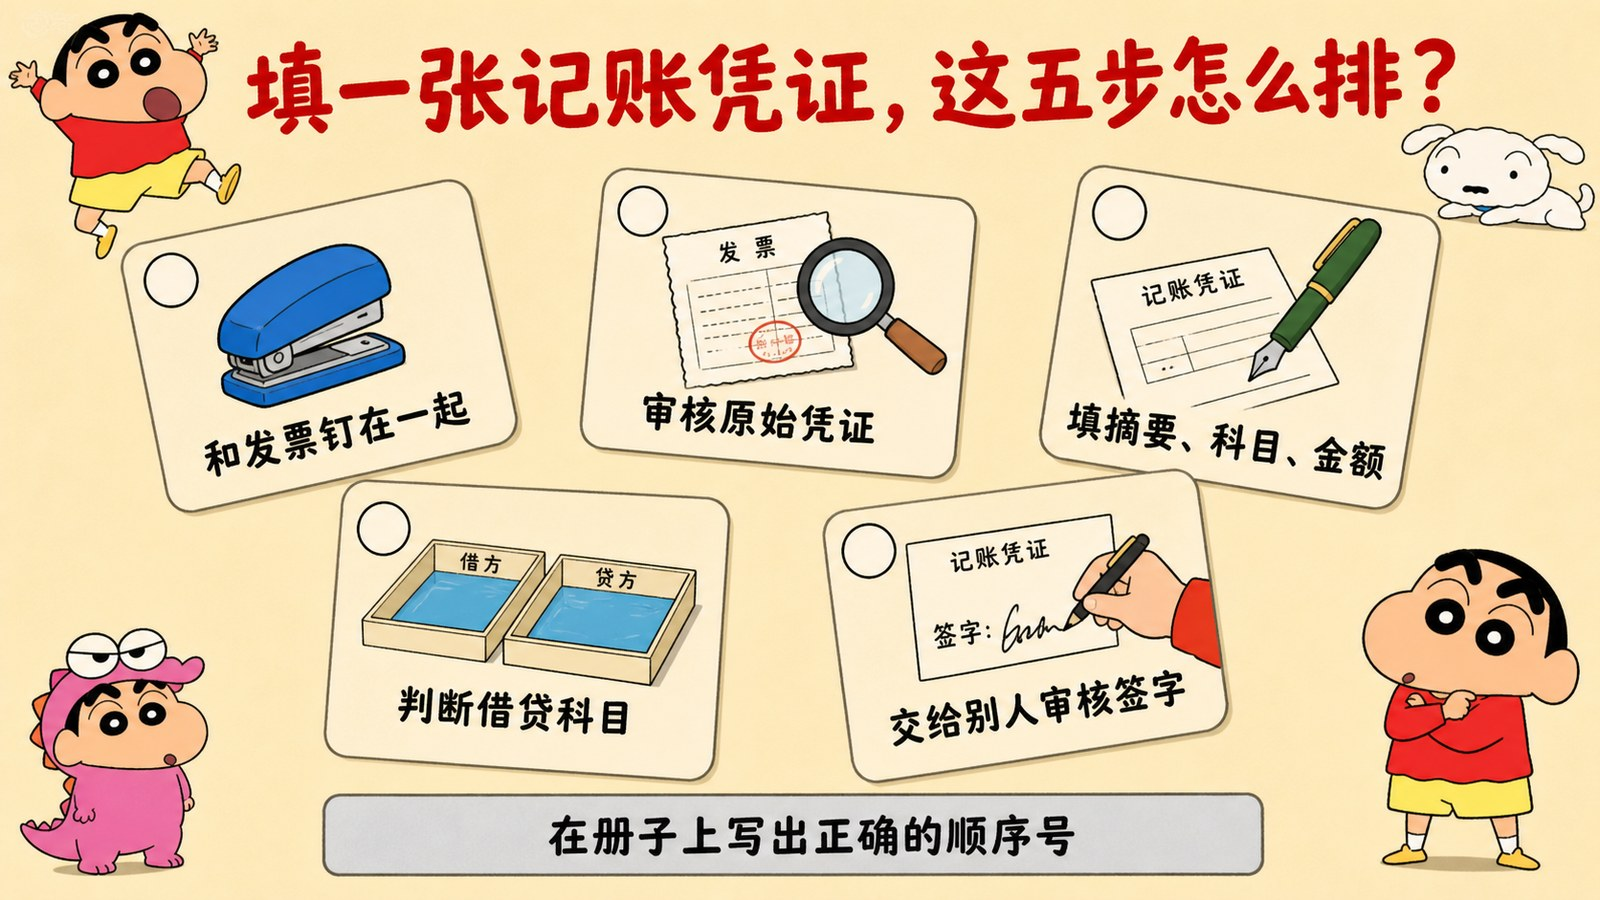 填一张记账凭证，这五步怎么排？
和发票钉在一起
发票
审核原始凭证
记账凭证
填摘要、科目、金额
借方
贷方
判断借贷科目
记账凭证
签字：
交给别人审核签字
在册子上写出正确的顺序号